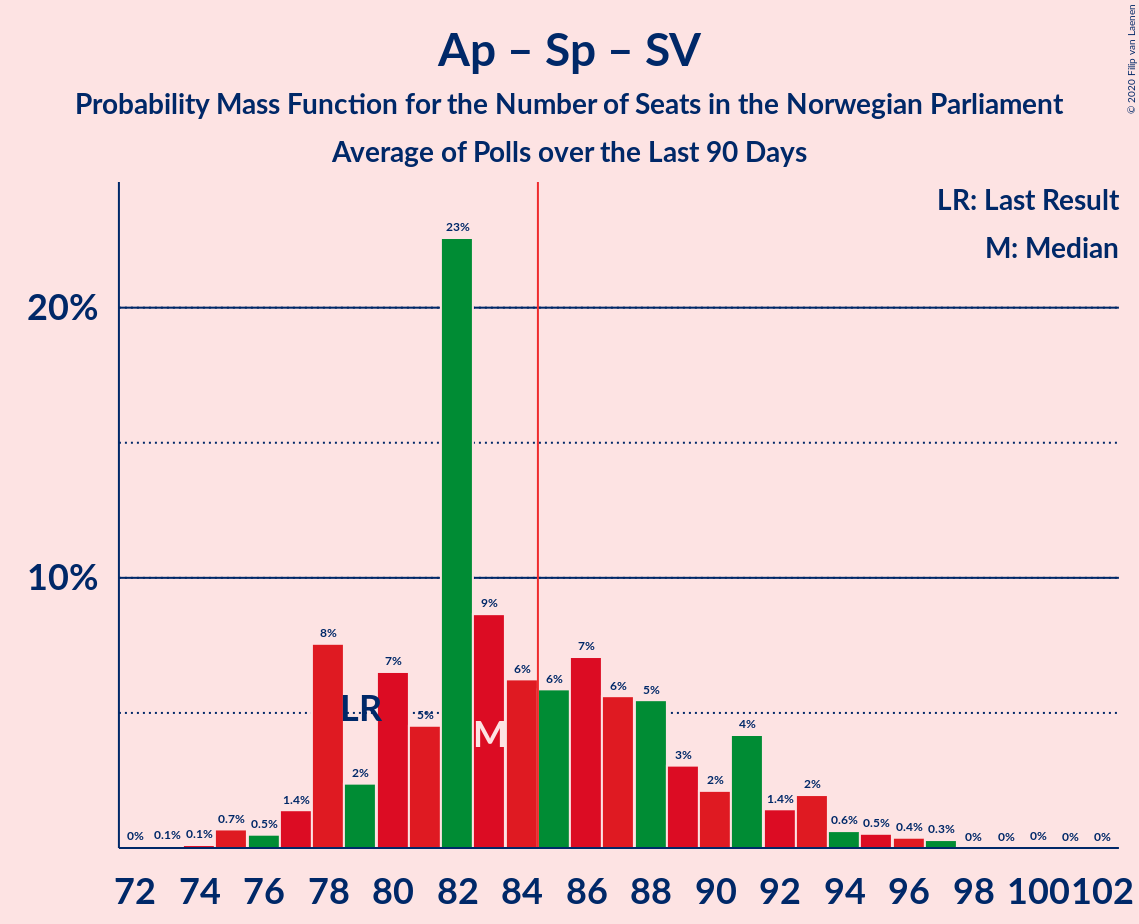 Ap – Sp – SV
Probability Mass Function for the Number of Seats in the Norwegian Parliament
Average of Polls over the Last 90 Days
© 2020 Filip van Laenen
LR: Last Result
M: Median
20%
10%
0% 0.1% 0.1% 0.7% 0.5% 1.4% 8% 2% 7% 5% 23% 9% 6% 6% 7% 6% 5% 3% 2% 4% 1.4% 2% 0.6% 0.5% 0.4% 0.3% 0% 0% 0% 0% 0%
LR
M
72 74 76 78 80 82 84 86 88 90 92 94 96 98 100 102